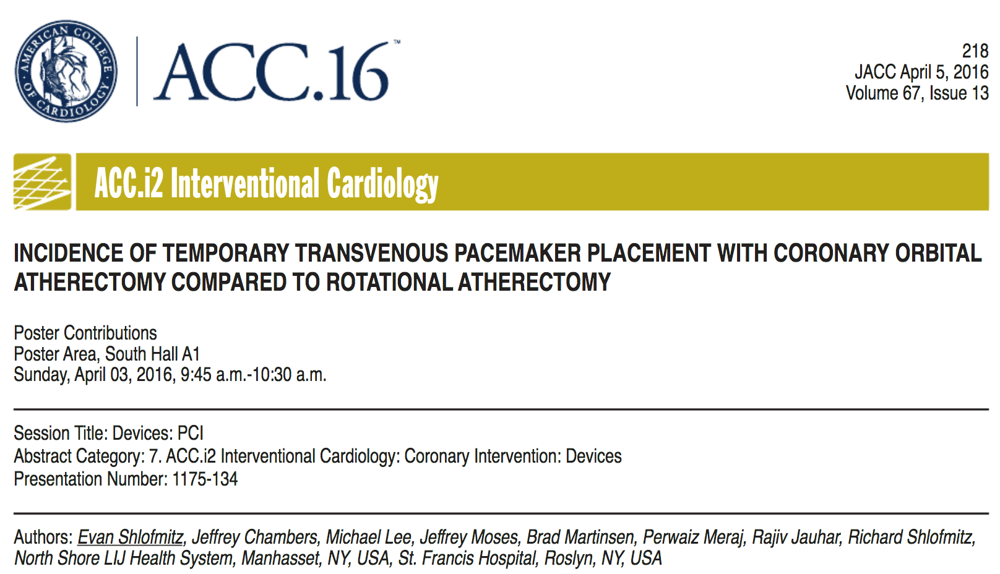 AMERICAN COLLEGE OF CARDIOLOGY
ACC.16™
218
JACC April 5, 2016
Volume 67, Issue 13
ACC.i2 Interventional Cardiology
INCIDENCE OF TEMPORARY TRANSVENOUS PACEMAKER PLACEMENT WITH CORONARY ORBITAL
ATHERECTOMY COMPARED TO ROTATIONAL ATHERECTOMY
Poster Contributions
Poster Area, South Hall A1
Sunday, April 03, 2016, 9:45 a.m.-10:30 a.m.
Session Title: Devices: PCI
Abstract Category: 7. ACC.i2 Interventional Cardiology: Coronary Intervention: Devices
Presentation Number: 1175-134
Authors: Evan Shlofmitz, Jeffrey Chambers, Michael Lee, Jeffrey Moses, Brad Martinsen, Perwaiz Meraj, Rajiv Jauhar, Richard Shlofmitz,
North Shore LIJ Health System, Manhasset, NY, USA, St. Francis Hospital, Roslyn, NY, USA